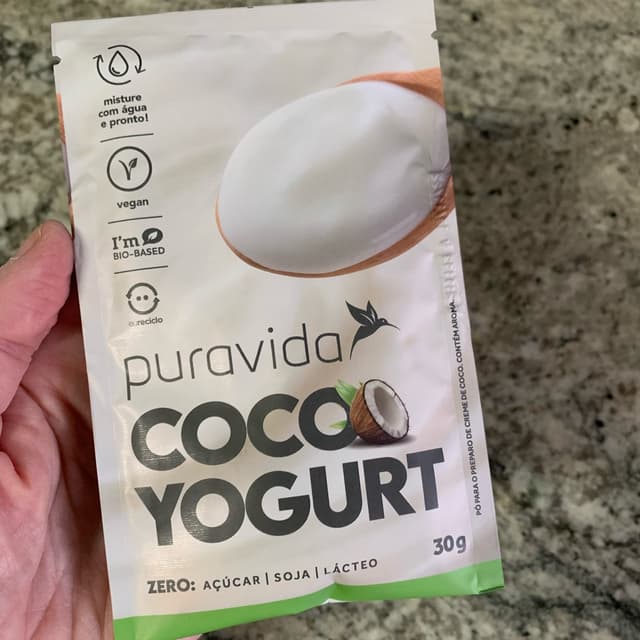 misture
com água
e pronto!
vegan
I'm
BIO-BASED
eureciclo
puravida
COCO
YOGURT
30g
ZERO: AÇÚCAR | SOJA | LÁCTEO
PÓ PARA O PREPARO DE CREME DE COCO. CONTÉM AROMA